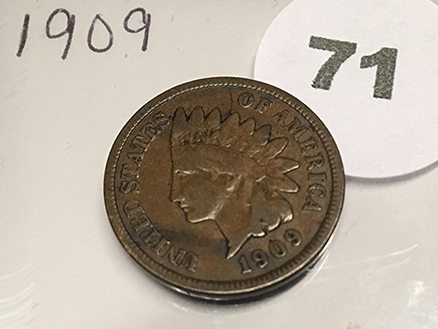 1909
71
UNITED STATES OF AMERICA
1909